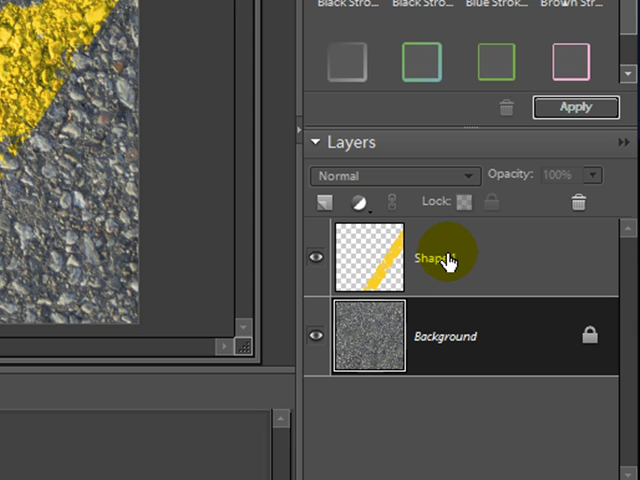 Black Stro... Black Stro... Blue Strok... Brown Str...
Apply
Layers
Normal Opacity: 100%
Lock:
Background